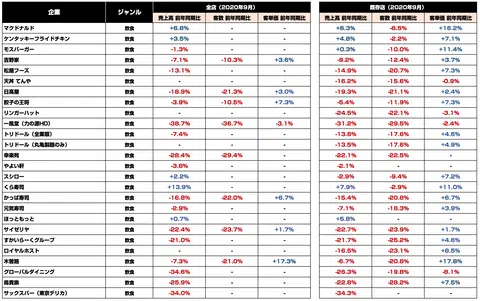 企業 ジャンル 全店（2020年9月） 既存店（2020年9月）
売上高 前年同期比 客数 前年同期比 客単価 前年同期比 売上高 前年同期比 客数 前年同期比 客単価 前年同期比
マクドナルド 飲食 +6.8% - - +6.3% -8.5% +16.2%
ケンタッキーフライドチキン 飲食 +3.5% - - +4.8% -2.2% +7.1%
モスバーガー 飲食 -1.3% - - +0.3% -10.0% +11.4%
吉野家 飲食 -7.1% -10.3% +3.6% -9.2% -12.4% +3.7%
松屋フーズ 飲食 -13.1% - - -14.9% -20.7% +7.3%
天丼 てんや 飲食 - - - -16.2% -15.6% -0.9%
日高屋 飲食 -18.9% -21.3% +3.0% -19.3% -21.1% +2.4%
餃子の王将 飲食 -3.9% -10.5% +7.3% -5.4% -11.9% +7.3%
リンガーハット 飲食 - - - -24.5% -22.1% -3.1%
一風堂（力の源HD） 飲食 -38.7% -36.7% -3.1% -31.2% -29.5% -2.4%
トリドール（全業態） 飲食 -7.4% - - -13.8% -17.6% +4.6%
トリドール（丸亀製麺のみ） 飲食 - - - -13.5% -17.6% +4.9%
幸楽苑 飲食 -28.4% -29.4% - -22.1% -22.5% -
やよい軒 飲食 -3.8% - - -2.1% - -
スシロー 飲食 +2.2% - - -2.9% -9.4% +7.2%
くら寿司 飲食 +13.9% - - +7.9% -2.9% +11.0%
かっぱ寿司 飲食 -16.8% -22.0% +6.7% -15.4% -20.8% +6.7%
元気寿司 飲食 -2.9% - - -7.1% -18.3% +3.9%
ほっともっと 飲食 +0.7% - - +5.8% - -
サイゼリヤ 飲食 -22.4% -23.7% +1.7% -22.7% -23.9% +1.7%
すかいらーくグループ 飲食 -21.0% - - -21.7% -25.2% +4.8%
ロイヤルホスト 飲食 - - - -16.5% -23.1% +8.5%
木曽路 飲食 -7.3% -21.0% +17.3% -6.7% -20.8% +17.8%
グローバルダイニング 飲食 -34.6% - - -26.3% -19.8% -8.1%
鳥貴族 飲食 -25.9% - - -22.8% -28.2% +7.5%
サックスバー（東京デリカ） 飲食 -34.0% - - -34.3% - -